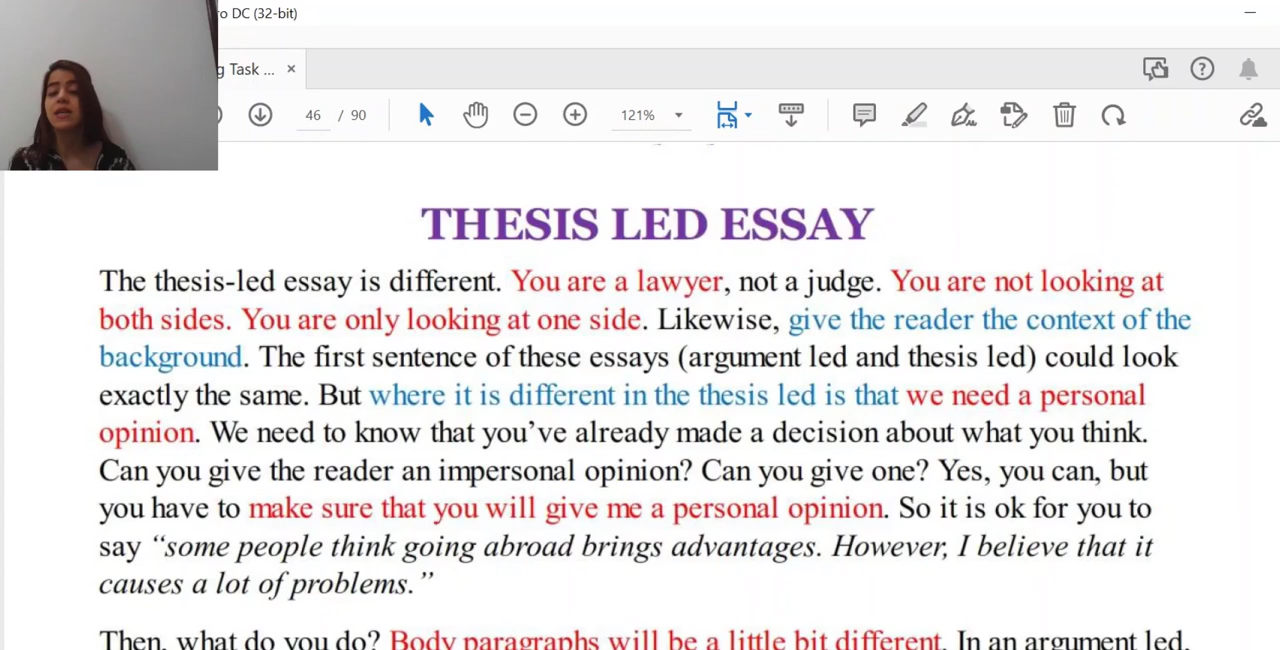 ro DC (32-bit)
g Task ...
46 / 90
121%
THESIS LED ESSAY
The thesis-led essay is different. You are a lawyer, not a judge. You are not looking at
both sides. You are only looking at one side. Likewise, give the reader the context of the
background. The first sentence of these essays (argument led and thesis led) could look
exactly the same. But where it is different in the thesis led is that we need a personal
opinion. We need to know that you’ve already made a decision about what you think.
Can you give the reader an impersonal opinion? Can you give one? Yes, you can, but
you have to make sure that you will give me a personal opinion. So it is ok for you to
say “some people think going abroad brings advantages. However, I believe that it
causes a lot of problems.”
Then, what do you do? Body paragraphs will be a little bit different. In an argument led,